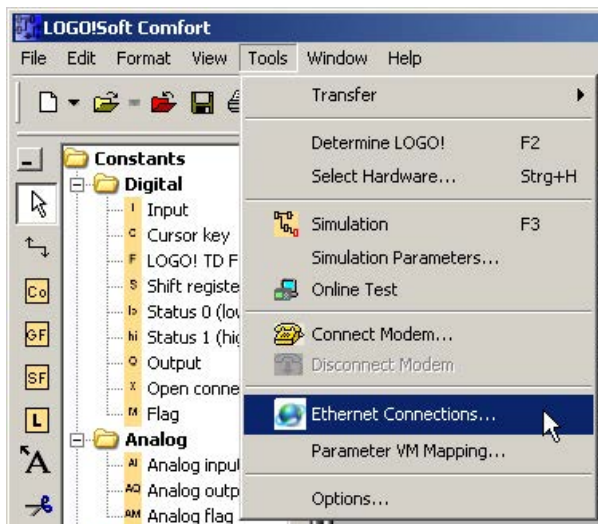 LOGO!Soft Comfort
File Edit Format View Tools Window Help
Transfer
Determine LOGO! F2
Select Hardware... Strg+H
Simulation F3
Simulation Parameters...
Online Test
Connect Modem...
Disconnect Modem
Ethernet Connections...
Parameter VM Mapping...
Options...
Constants
Digital
I Input
C Cursor key
F LOGO! TD F
S Shift registe
lo Status 0 (lov
hi Status 1 (hig
Q Output
X Open conne
M Flag
Analog
AI Analog input
AQ Analog outp
AM Analog flag
Co
GF
SF
L
A